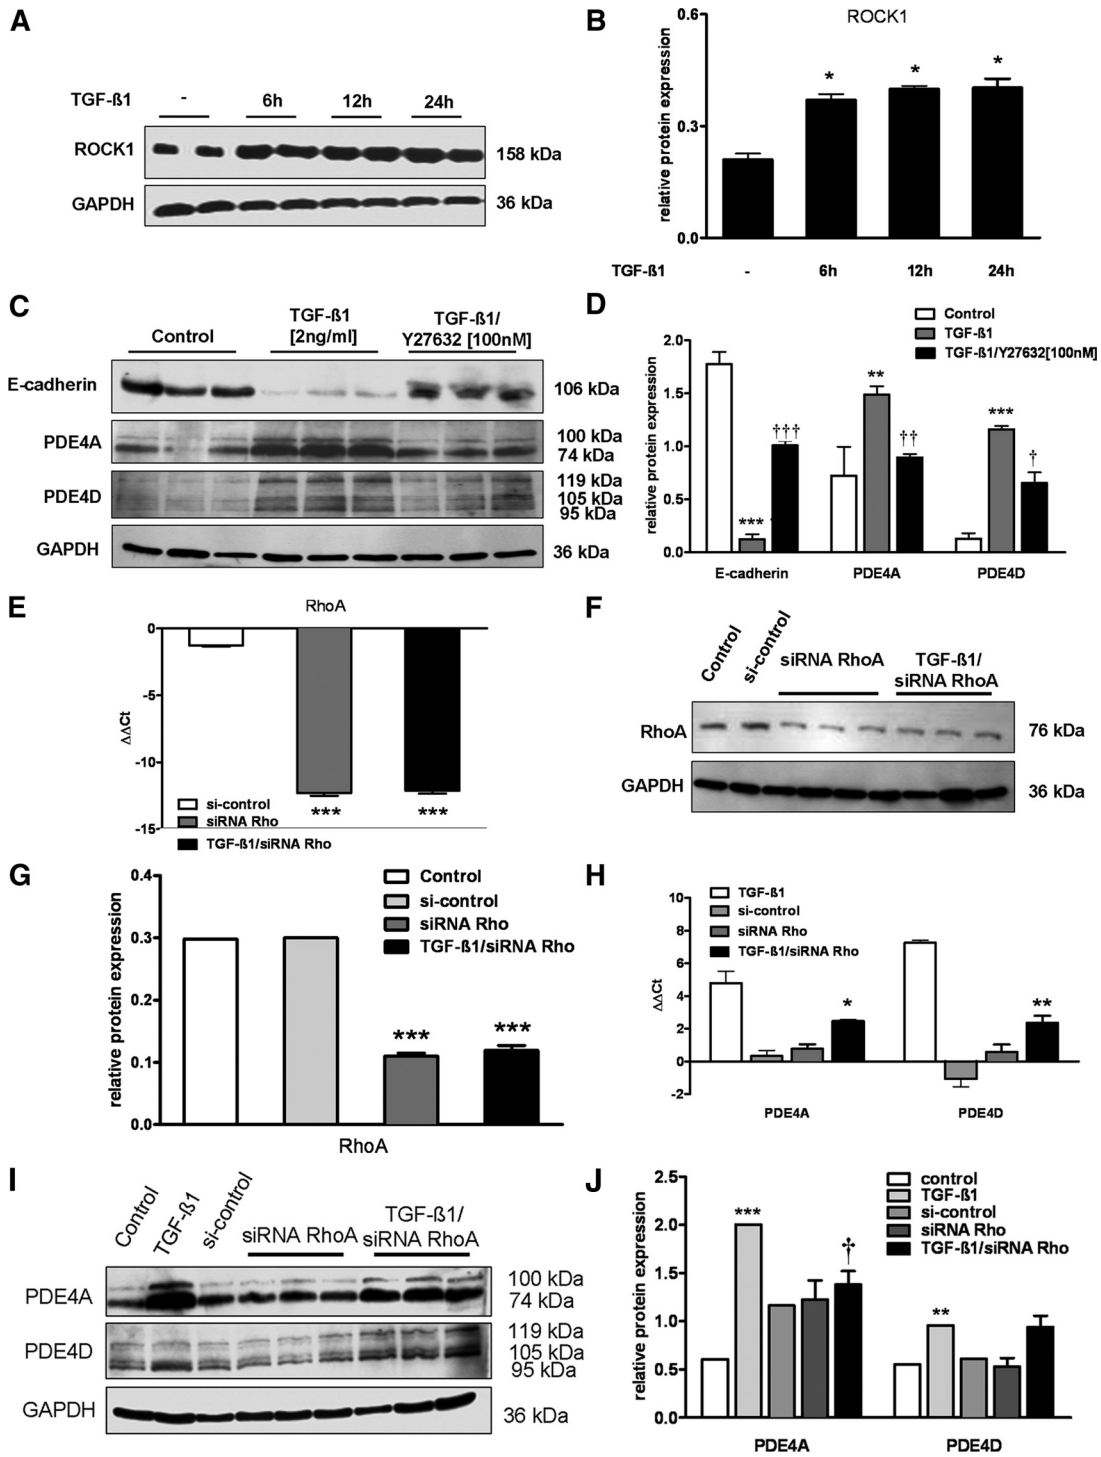 A
TGF-ß1 - 6h 12h 24h
ROCK1 158 kDa
GAPDH 36 kDa
B
ROCK1
relative protein expression
0.6
0.3
0.0
TGF-ß1 - 6h 12h 24h
* * *
C
Control TGF-ß1 [2ng/ml] TGF-ß1/ Y27632 [100nM]
E-cadherin 106 kDa
PDE4A 100 kDa
74 kDa
PDE4D 119 kDa
105 kDa
95 kDa
GAPDH 36 kDa
D
Control
TGF-ß1
TGF-ß1/Y27632[100nM]
relative protein expression
2.0
1.5
1.0
0.5
0.0
*** ††† ** †† *** †
E-cadherin PDE4A PDE4D
E
RhoA
ΔΔCt
0
-5
-10
-15
si-control
siRNA Rho
TGF-ß1/siRNA Rho
*** ***
F
Control si-control siRNA RhoA TGF-ß1/ siRNA RhoA
RhoA 76 kDa
GAPDH 36 kDa
G
relative protein expression
0.4
0.3
0.2
0.1
0.0
Control
si-control
siRNA Rho
TGF-ß1/siRNA Rho
*** ***
RhoA
H
ΔΔCt
10
8
6
4
2
0
-2
TGF-ß1
si-control
siRNA Rho
TGF-ß1/siRNA Rho
* **
PDE4A PDE4D
I
Control TGF-ß1 si-control siRNA RhoA TGF-ß1/ siRNA RhoA
PDE4A 100 kDa
74 kDa
PDE4D 119 kDa
105 kDa
95 kDa
GAPDH 36 kDa
J
relative protein expression
2.5
2.0
1.5
1.0
0.5
0.0
control
TGF-ß1
si-control
siRNA Rho
TGF-ß1/siRNA Rho
*** † **
PDE4A PDE4D